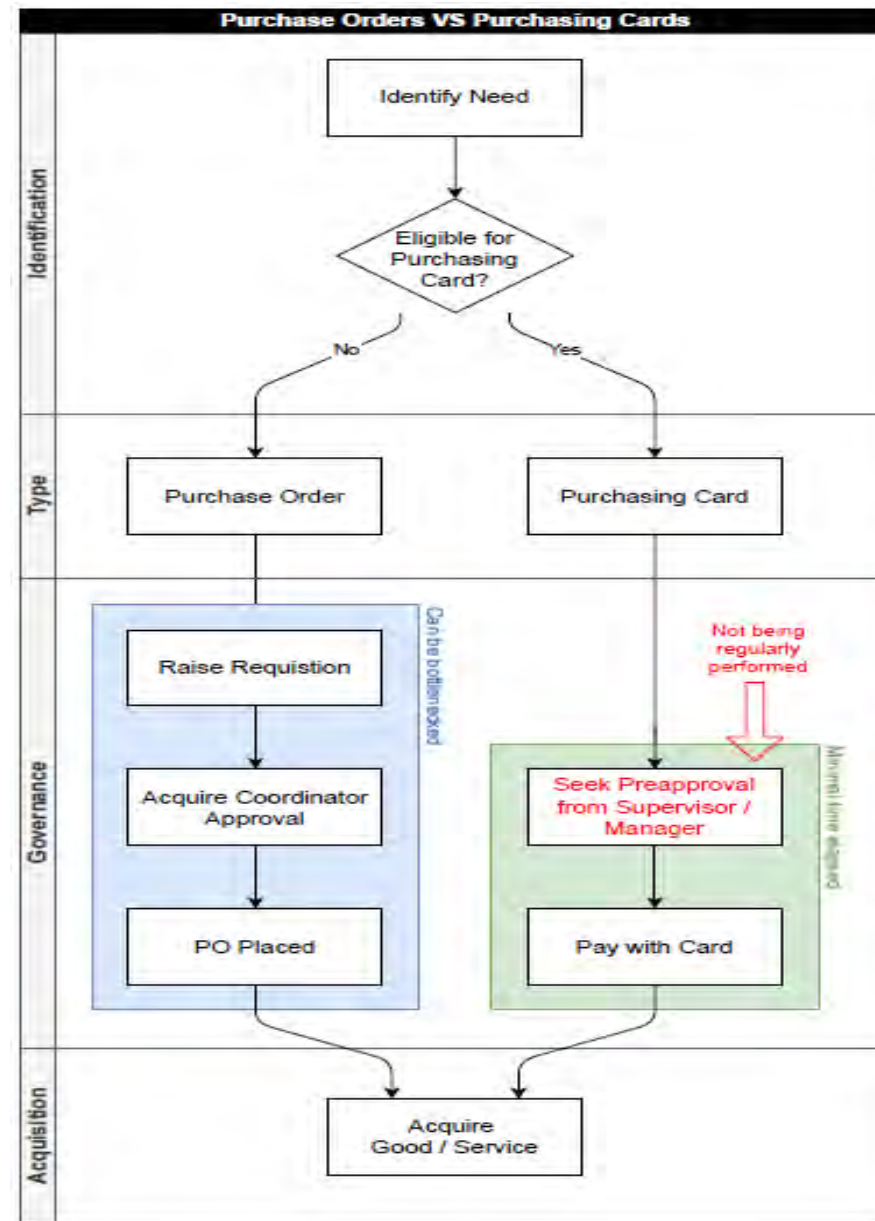 Purchase Orders VS Purchasing Cards
Identification
Identify Need
Eligible for
Purchasing
Card?
No
Yes
Type
Purchase Order
Purchasing Card
Governance
Can be bottlenecked
Raise Requistion
Acquire Coordinator
Approval
PO Placed
Not being
regularly
performed
Minimal time elapsed
Seek Preapproval
from Supervisor /
Manager
Pay with Card
Acquisition
Acquire
Good / Service